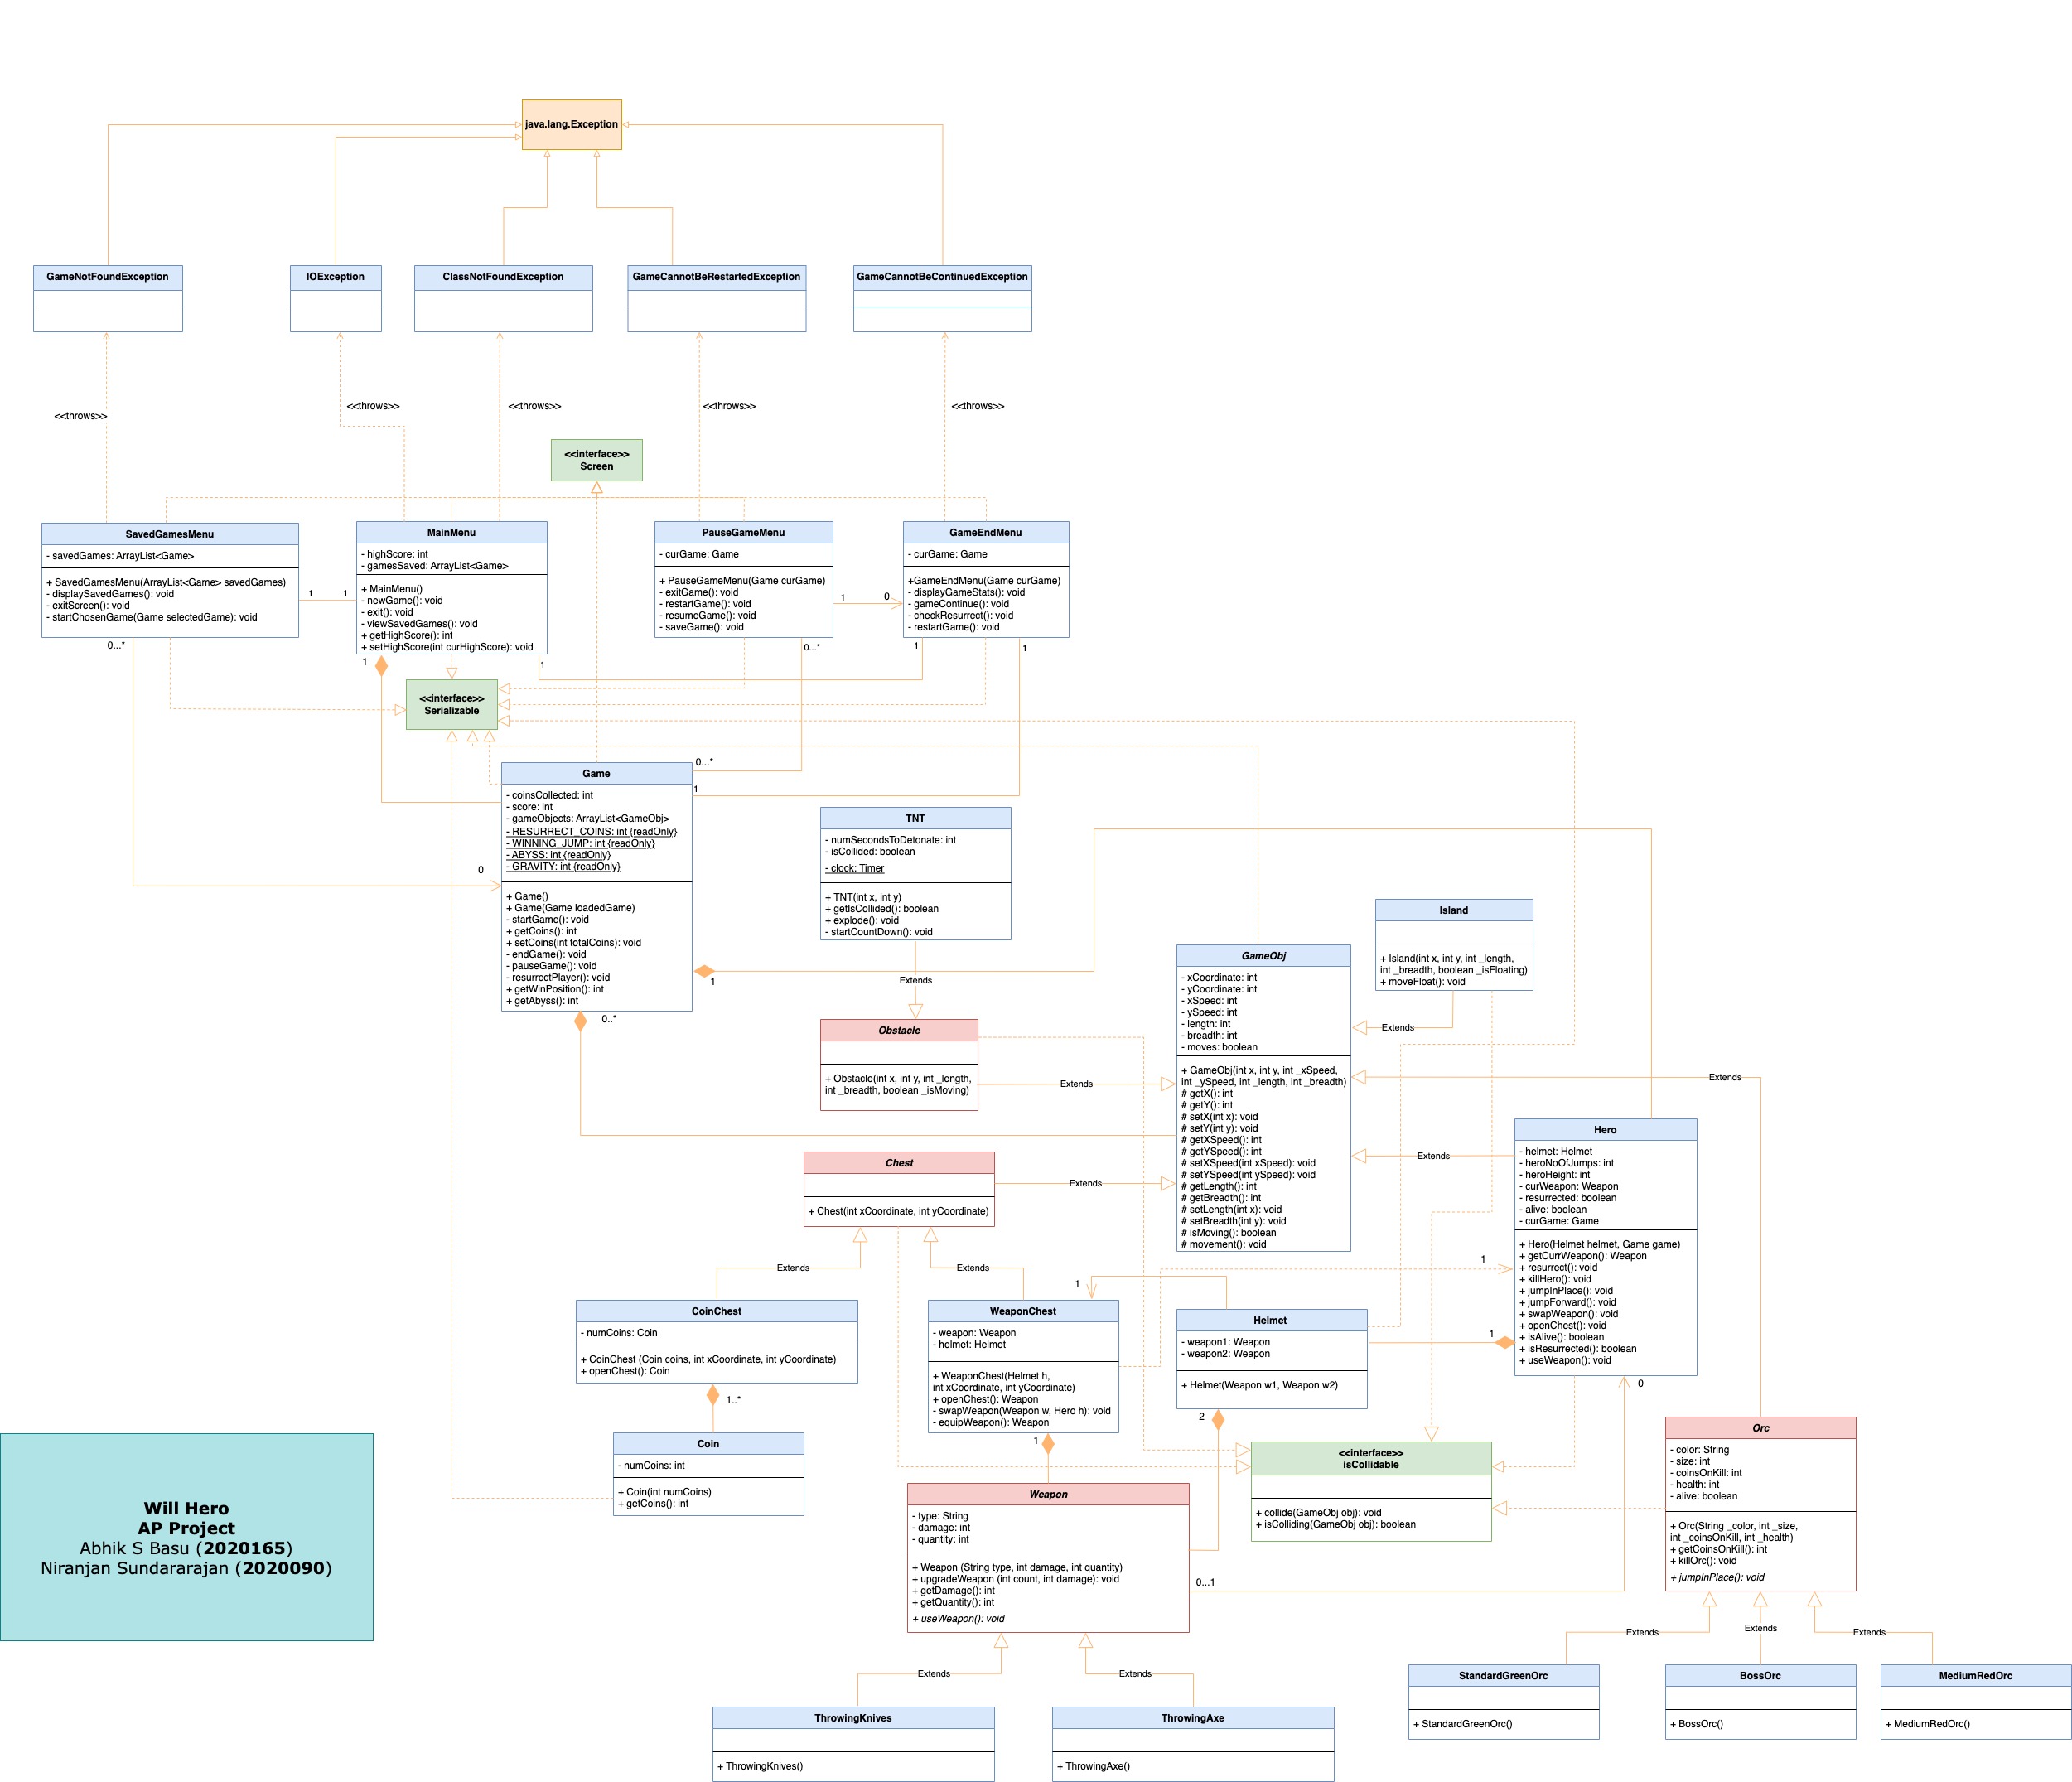 java.lang.Exception
GameNotFoundException
IOException
ClassNotFoundException
GameCannotBeRestartedException
GameCannotBeContinuedException
<<throws>>
<<throws>>
<<throws>>
<<throws>>
<<throws>>
<<interface>>
Screen
SavedGamesMenu
- savedGames: ArrayList<Game>
+ SavedGamesMenu(ArrayList<Game> savedGames)
- displaySavedGames(): void
- exitScreen(): void
- startChosenGame(Game selectedGame): void
1
1
0...*
MainMenu
- highScore: int
- gamesSaved: ArrayList<Game>
+ MainMenu()
- newGame(): void
- exit(): void
- viewSavedGames(): void
+ getHighScore(): int
+ setHighScore(int curHighScore): void
1
1
PauseGameMenu
- curGame: Game
+ PauseGameMenu(Game curGame)
- exitGame(): void
- restartGame(): void
- resumeGame(): void
- saveGame(): void
1
0
0...*
GameEndMenu
- curGame: Game
+GameEndMenu(Game curGame)
- displayGameStats(): void
- gameContinue(): void
- checkResurrect(): void
- restartGame(): void
1
1
<<interface>>
Serializable
0...*
1
0
Game
- coinsCollected: int
- score: int
- gameObjects: ArrayList<GameObj>
- RESURRECT_COINS: int {readOnly}
- WINNING_JUMP: int {readOnly}
- ABYSS: int {readOnly}
- GRAVITY: int {readOnly}
+ Game()
+ Game(Game loadedGame)
- startGame(): void
+ getCoins(): int
+ setCoins(int totalCoins): void
- endGame(): void
- pauseGame(): void
- resurrectPlayer(): void
+ getWinPosition(): int
+ getAbyss(): int
1
0..*
TNT
- numSecondsToDetonate: int
- isCollided: boolean
- clock: Timer
+ TNT(int x, int y)
+ getIsCollided(): boolean
+ explode(): void
- startCountDown(): void
Extends
Obstacle
+ Obstacle(int x, int y, int _length,
int _breadth, boolean _isMoving)
Extends
GameObj
- xCoordinate: int
- yCoordinate: int
- xSpeed: int
- ySpeed: int
- length: int
- breadth: int
- moves: boolean
+ GameObj(int x, int y, int _xSpeed,
int _ySpeed, int _length, int _breadth)
# getX(): int
# getY(): int
# setX(int x): void
# setY(int y): void
# getXSpeed(): int
# getYSpeed(): int
# setXSpeed(int xSpeed): void
# setYSpeed(int ySpeed): void
# getLength(): int
# getBreadth(): int
# setLength(int x): void
# setBreadth(int y): void
# isMoving(): boolean
# movement(): void
Island
+ Island(int x, int y, int _length,
int _breadth, boolean _isFloating)
+ moveFloat(): void
Extends
Extends
Extends
Hero
- helmet: Helmet
- heroNoOfJumps: int
- heroHeight: int
- curWeapon: Weapon
- resurrected: boolean
- alive: boolean
- curGame: Game
+ Hero(Helmet helmet, Game game)
+ getCurrWeapon(): Weapon
+ resurrect(): void
+ killHero(): void
+ jumpInPlace(): void
+ jumpForward(): void
+ swapWeapon(): void
+ openChest(): void
+ isAlive(): boolean
+ isResurrected(): boolean
+ useWeapon(): void
1
1
0
Chest
+ Chest(int xCoordinate, int yCoordinate)
Extends
Extends
Extends
CoinChest
- numCoins: Coin
+ CoinChest (Coin coins, int xCoordinate, int yCoordinate)
+ openChest(): Coin
1..*
Coin
- numCoins: int
+ Coin(int numCoins)
+ getCoins(): int
WeaponChest
- weapon: Weapon
- helmet: Helmet
+ WeaponChest(Helmet h,
int xCoordinate, int yCoordinate)
+ openChest(): Weapon
- swapWeapon(Weapon w, Hero h): void
- equipWeapon(): Weapon
1
1
Helmet
- weapon1: Weapon
- weapon2: Weapon
+ Helmet(Weapon w1, Weapon w2)
2
<<interface>>
isCollidable
+ collide(GameObj obj): void
+ isColliding(GameObj obj): boolean
Orc
- color: String
- size: int
- coinsOnKill: int
- health: int
- alive: boolean
+ Orc(String _color, int _size,
int _coinsOnKill, int _health)
+ getCoinsOnKill(): int
+ killOrc(): void
+ jumpInPlace(): void
Weapon
- type: String
- damage: int
- quantity: int
+ Weapon (String type, int damage, int quantity)
+ upgradeWeapon (int count, int damage): void
+ getDamage(): int
+ getQuantity(): int
+ useWeapon(): void
0...1
Extends
Extends
Extends
Extends
Extends
StandardGreenOrc
+ StandardGreenOrc()
BossOrc
+ BossOrc()
MediumRedOrc
+ MediumRedOrc()
ThrowingKnives
+ ThrowingKnives()
ThrowingAxe
+ ThrowingAxe()
Will Hero
AP Project
Abhik S Basu (2020165)
Niranjan Sundararajan (2020090)